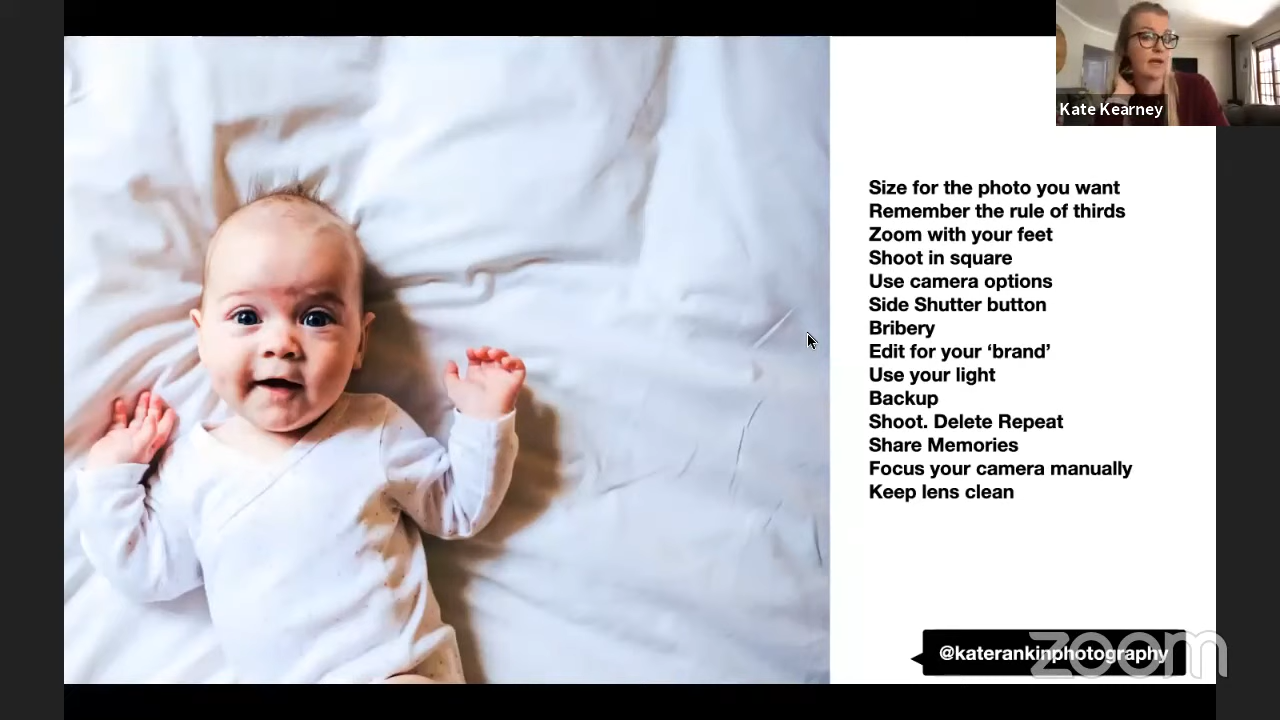 Kate Kearney
Size for the photo you want
Remember the rule of thirds
Zoom with your feet
Shoot in square
Use camera options
Side Shutter button
Bribery
Edit for your ‘brand’
Use your light
Backup
Shoot. Delete Repeat
Share Memories
Focus your camera manually
Keep lens clean
@katerankinphotography
zoom